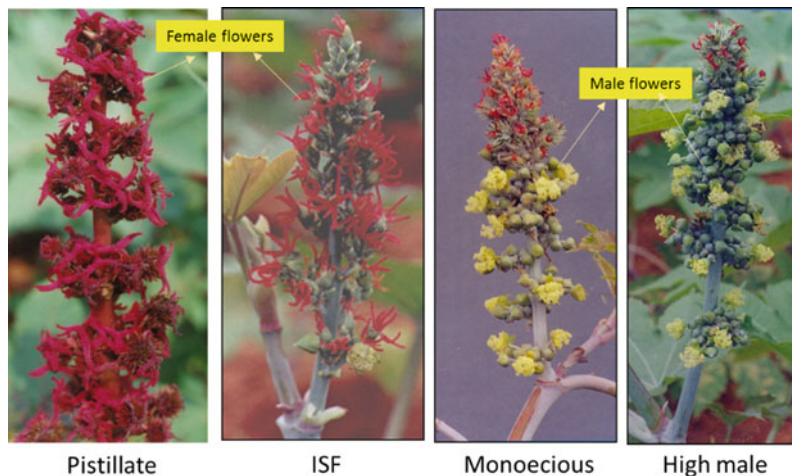 Female flowers
Male flowers
Pistillate
ISF
Monoecious
High male